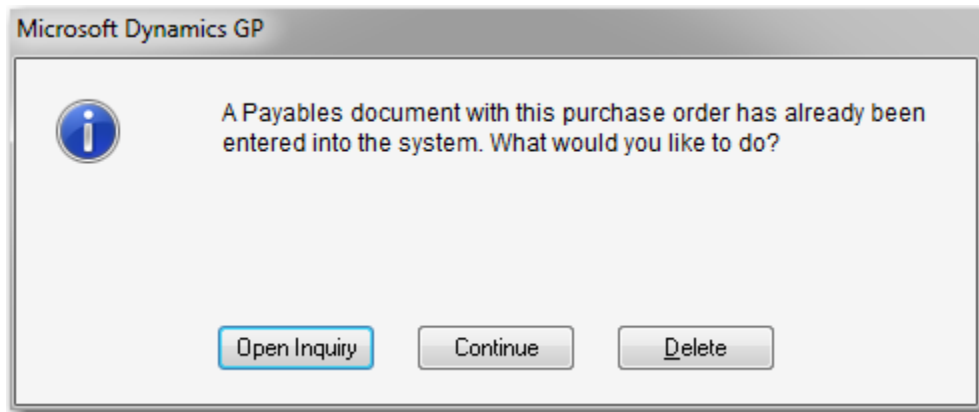 Microsoft Dynamics GP
A Payables document with this purchase order has already been
entered into the system. What would you like to do?
Open Inquiry
Continue
Delete